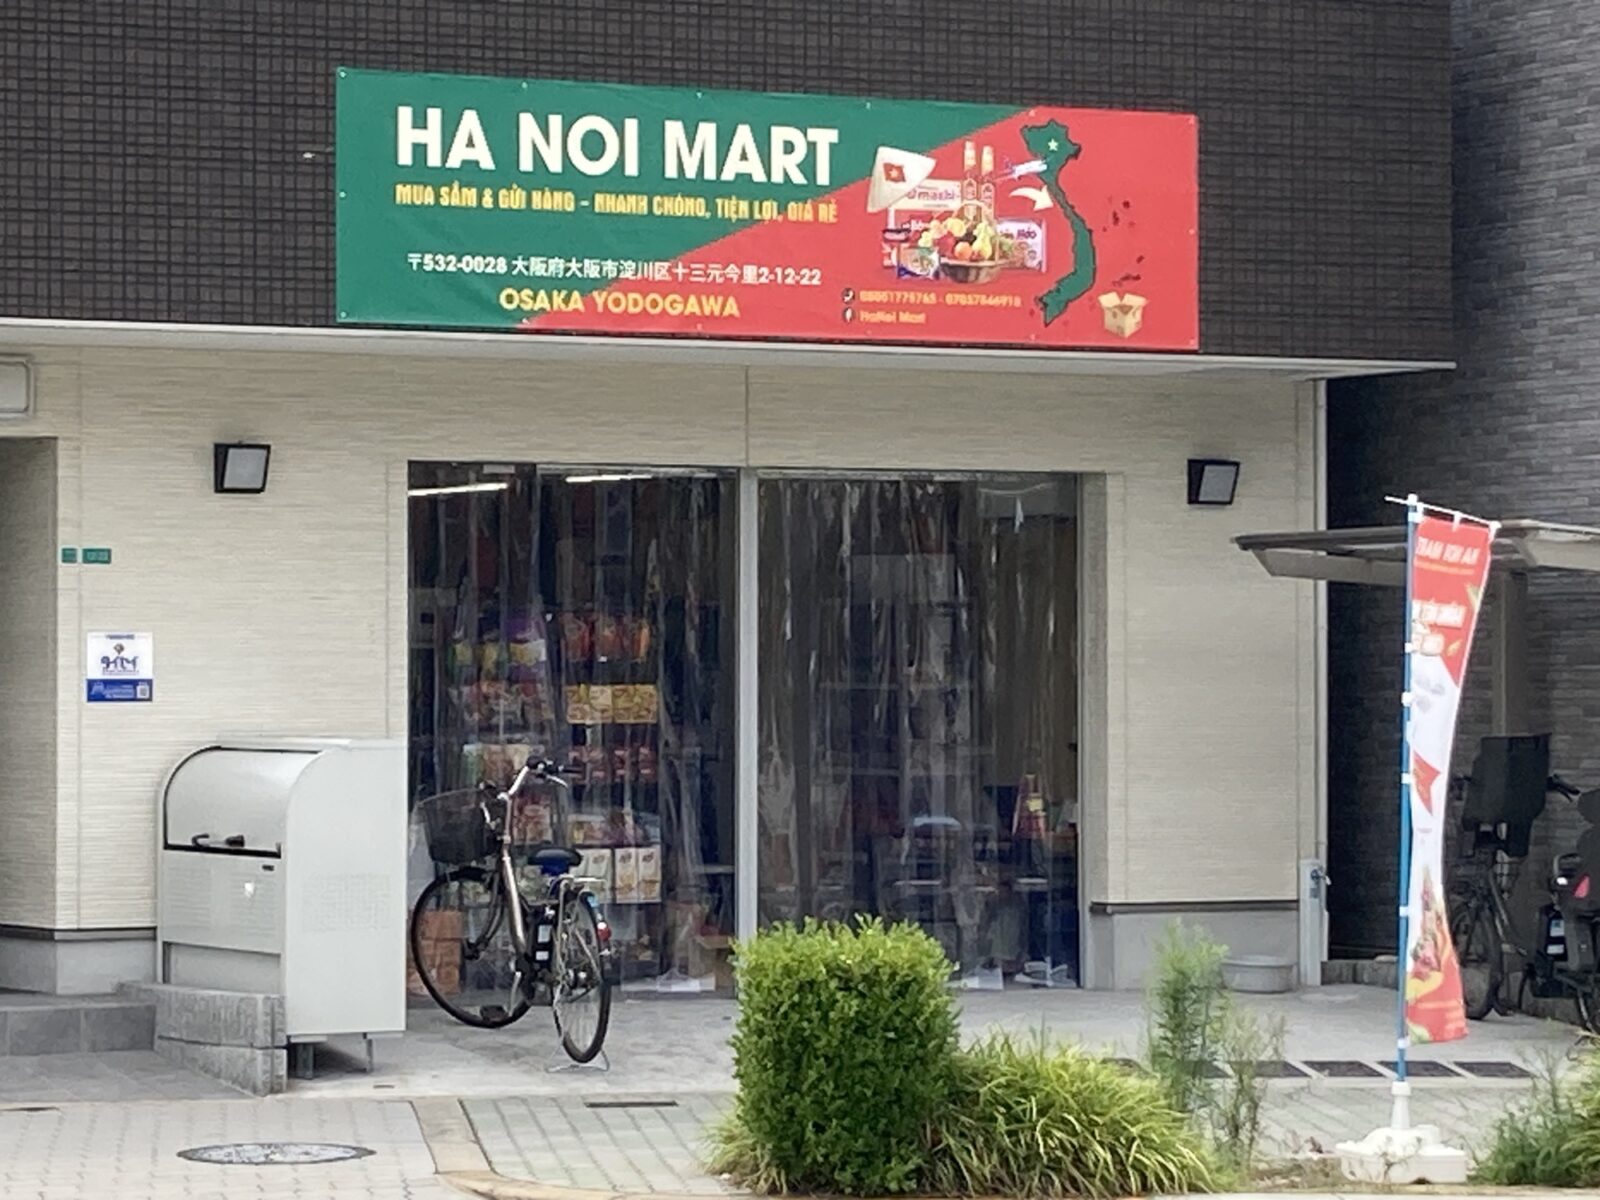 HA NOI MART
MUA SẮM & GỬI HÀNG - NHANH CHÓNG, TIỆN LỢI, GIÁ RẺ
〒532-0028 大阪府大阪市淀川区十三元今里2-12-22
OSAKA YODOGAWA
HaNoi Mart